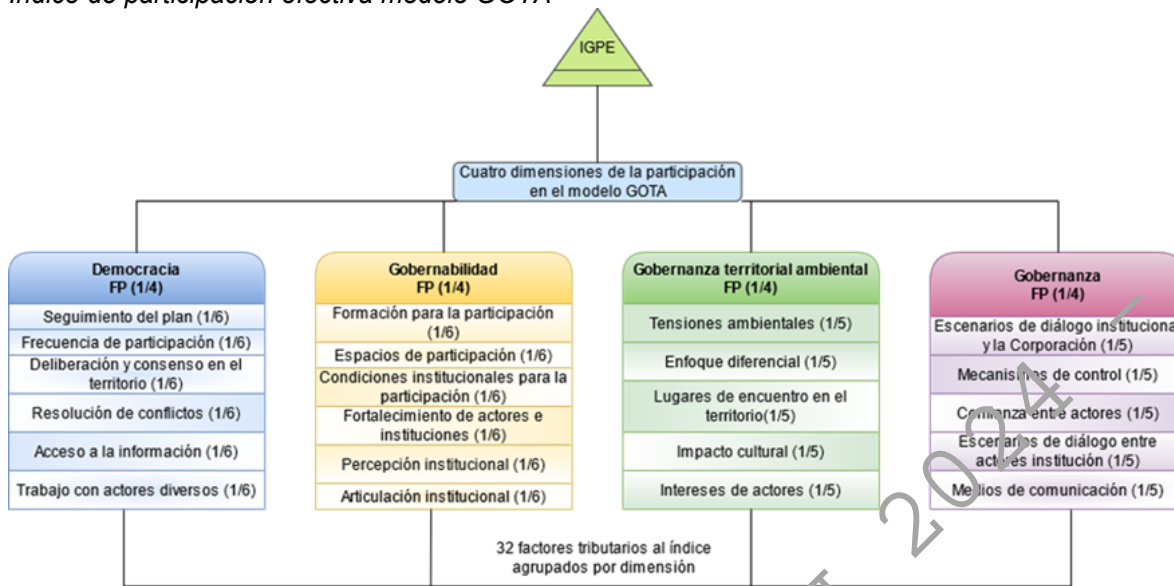 Índice de participación efectiva modelo GOTA
IGPE
Cuatro dimensiones de la participación
en el modelo GOTA
Democracia
FP (1/4)
Seguimiento del plan (1/6)
Frecuencia de participación (1/6)
Deliberación y consenso en el
territorio (1/6)
Resolución de conflictos (1/6)
Acceso a la información (1/6)
Trabajo con actores diversos (1/6)
Gobernabilidad
FP (1/4)
Formación para la participación
(1/6)
Espacios de participación (1/6)
Condiciones institucionales para la
participación (1/6)
Fortalecimiento de actores e
instituciones (1/6)
Percepción institucional (1/6)
Articulación institucional (1/6)
Gobernanza territorial ambiental
FP (1/4)
Tensiones ambientales (1/5)
Enfoque diferencial (1/5)
Lugares de encuentro en el
territorio(1/5)
Impacto cultural (1/5)
Intereses de actores (1/5)
Gobernanza
FP (1/4)
Escenarios de diálogo instituciona
y la Corporación (1/5)
Mecanismos de control (1/5)
entre actores (1/5)
Escenarios de diálogo entre
actores institución (1/5)
Medios de comunicación (1/5)
32 factores tributarios al índice
agrupados por dimensión
2024